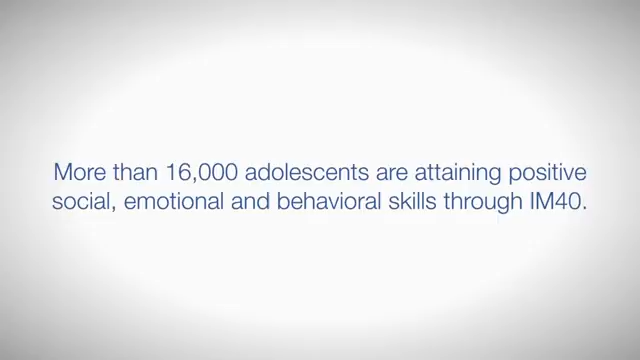 More than 16,000 adolescents are attaining positive
social, emotional and behavioral skills through IM40.